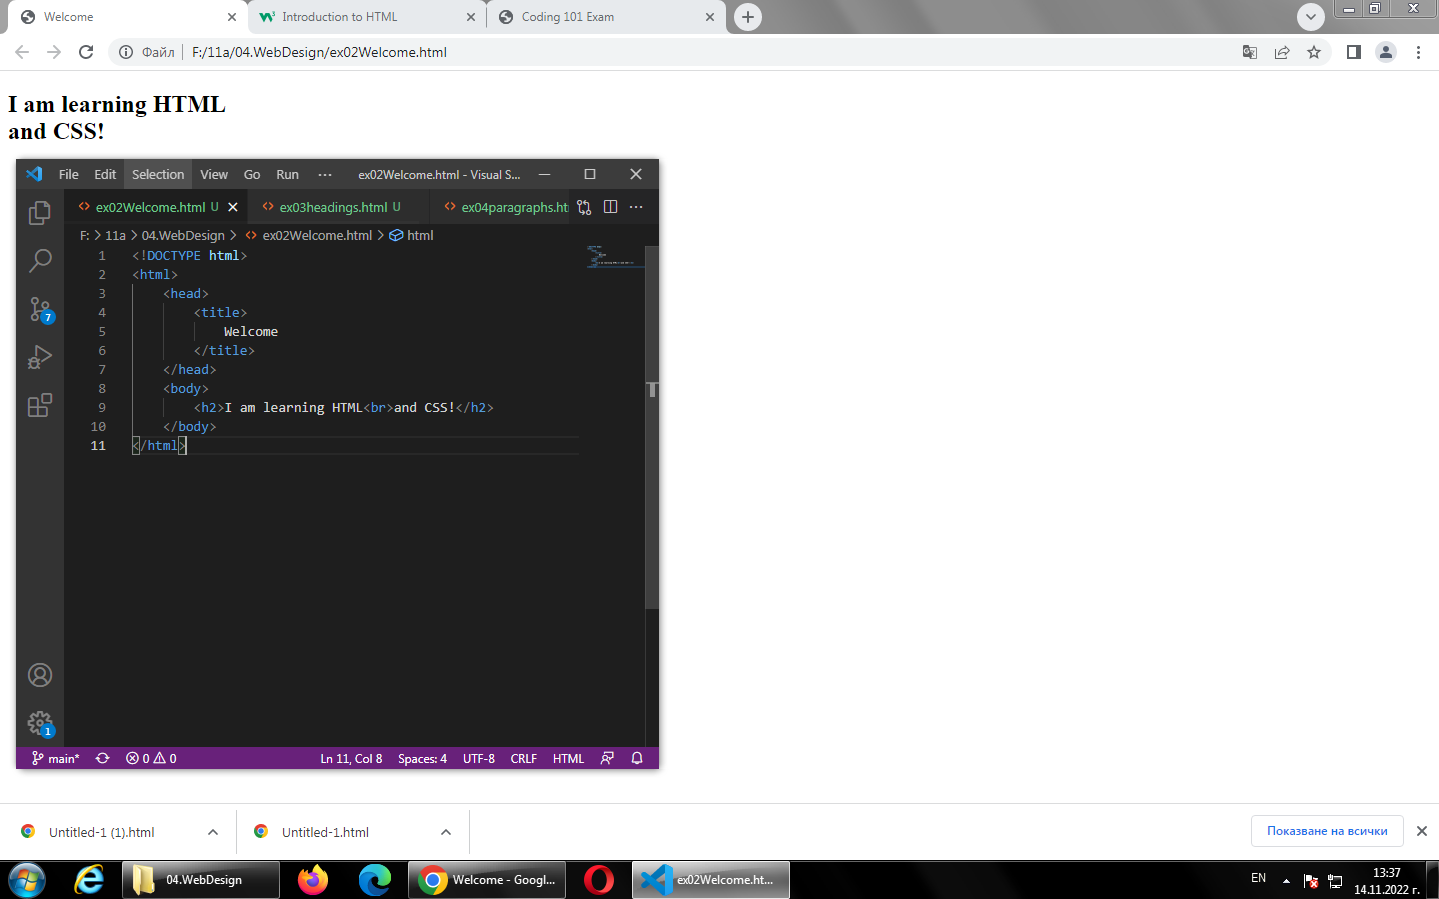 Welcome
Introduction to HTML
Coding 101 Exam
Файл F:/11a/04.WebDesign/ex02Welcome.html
I am learning HTML
and CSS!
File Edit Selection View Go Run ··· ex02Welcome.html - Visual S...
ex02Welcome.html U ex03headings.html U ex04paragraphs.ht
F: > 11a > 04.WebDesign > ex02Welcome.html > html
1 <!DOCTYPE html>
2 <html>
3 <head>
4 <title>
5 Welcome
6 </title>
7 </head>
8 <body>
9 <h2>I am learning HTML<br>and CSS!</h2>
10 </body>
11 </html>
7
1
main* 0 0 Ln 11, Col 8 Spaces: 4 UTF-8 CRLF HTML
Untitled-1 (1).html
Untitled-1.html
Показване на всички
04.WebDesign
Welcome - Googl...
ex02Welcome.ht...
EN
13:37
14.11.2022 г.